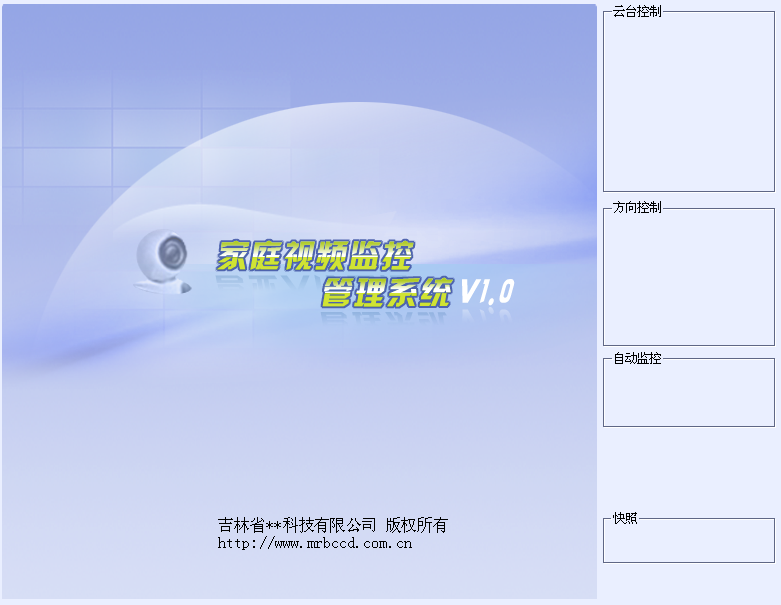 家庭视频监控
管理系统 V1.0
吉林省**科技有限公司 版权所有
http://www.mrbccd.com.cn
云台控制
方向控制
自动监控
快照